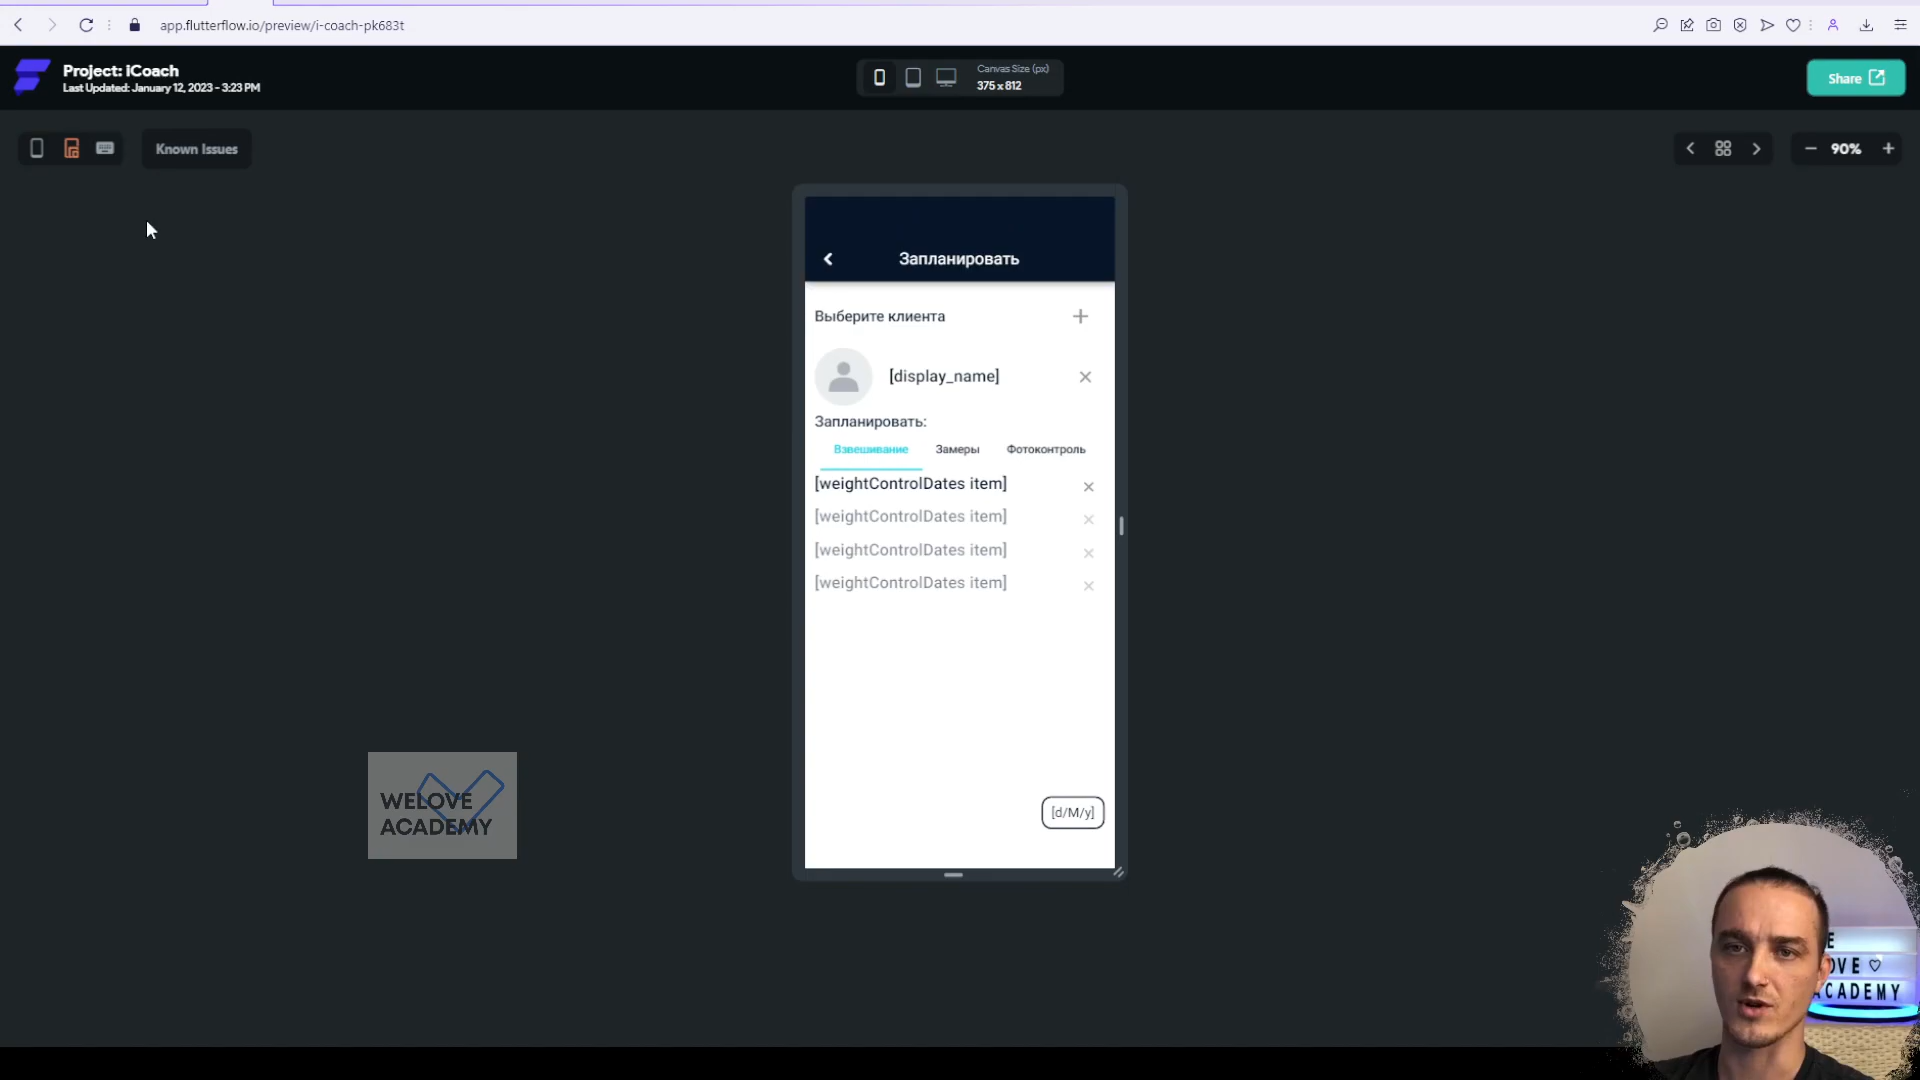 app.flutterflow.io/preview/i-coach-pk683t
Project: iCoach
Last Updated: January 12, 2023 - 3:23 PM
Canvas Size (px)
375 x 812
Share
Known Issues
90%
Запланировать
Выберите клиента
[display_name]
Запланировать:
Взвешивание Замеры Фотоконтроль
[weightControlDates item]
[weightControlDates item]
[weightControlDates item]
[weightControlDates item]
[d/M/y]
WELOVE
ACADEMY
E
OVE ♡
ACADEMY